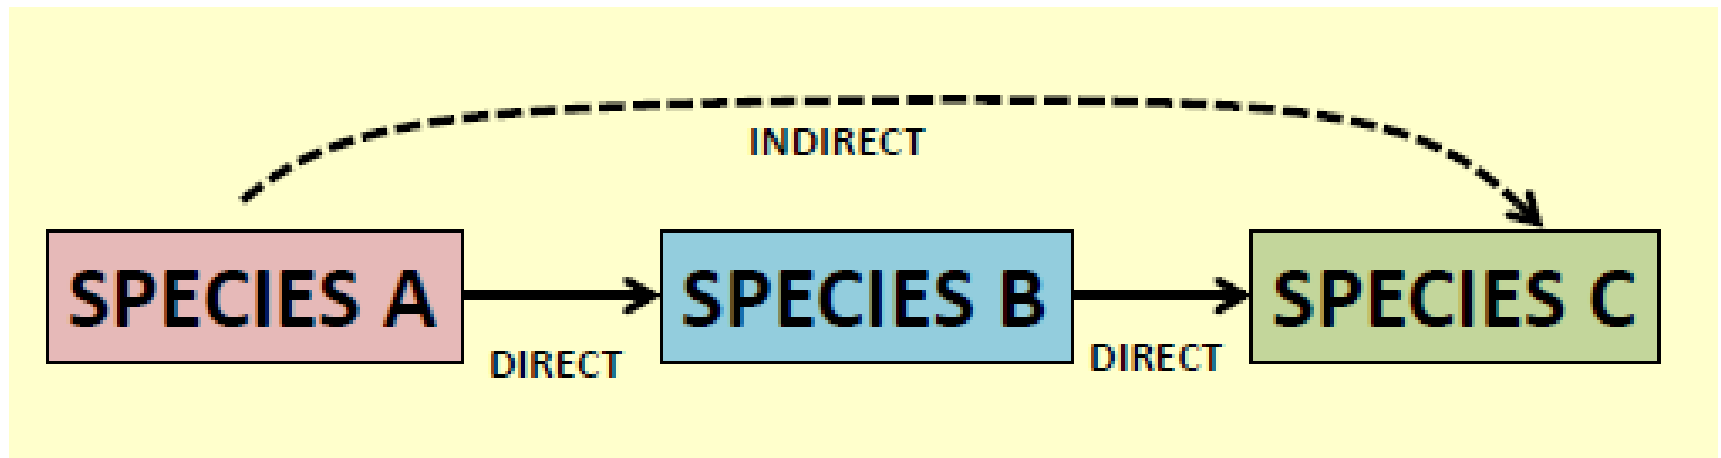 INDIRECT
SPECIES A
SPECIES B
SPECIES C
DIRECT
DIRECT